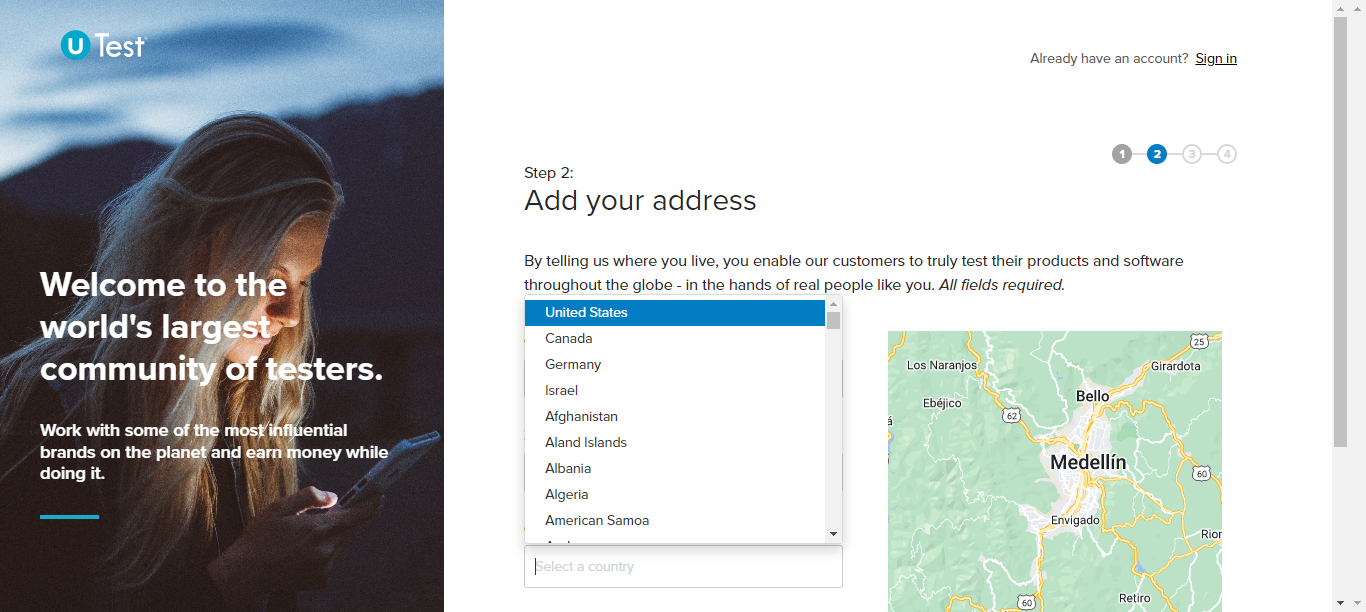 U Test
Already have an account? Sign in
1 2 3 4
Step 2:
Add your address
By telling us where you live, you enable our customers to truly test their products and software
throughout the globe - in the hands of real people like you. All fields required.
Welcome to the
world's largest
community of testers.
Work with some of the most influential
brands on the planet and earn money while
doing it.
United States
Canada
Germany
Israel
Afghanistan
Aland Islands
Albania
Algeria
American Samoa
Select a country
25
Los Naranjos
Girardota
Ebéjico
Bello
62
Medellín
60
Envigado
Rion
60
Retiro